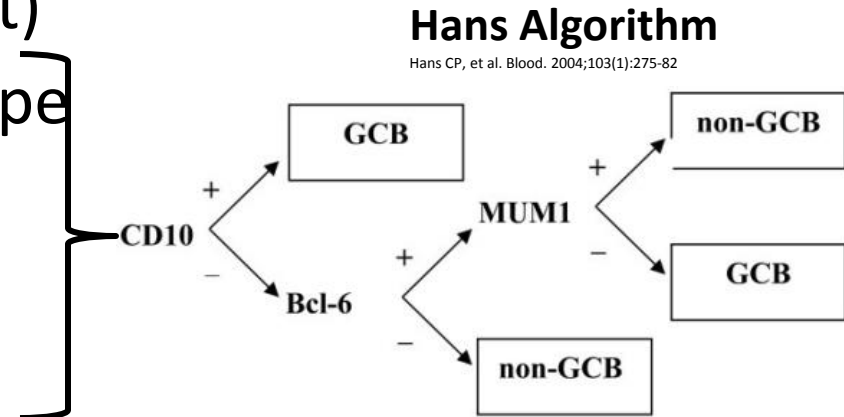 t)
Hans Algorithm
Hans CP, et al. Blood. 2004;103(1):275-82
pe
GCB
non-GCB
+
+
MUM1
CD10
+
−
−
GCB
Bcl-6
−
non-GCB